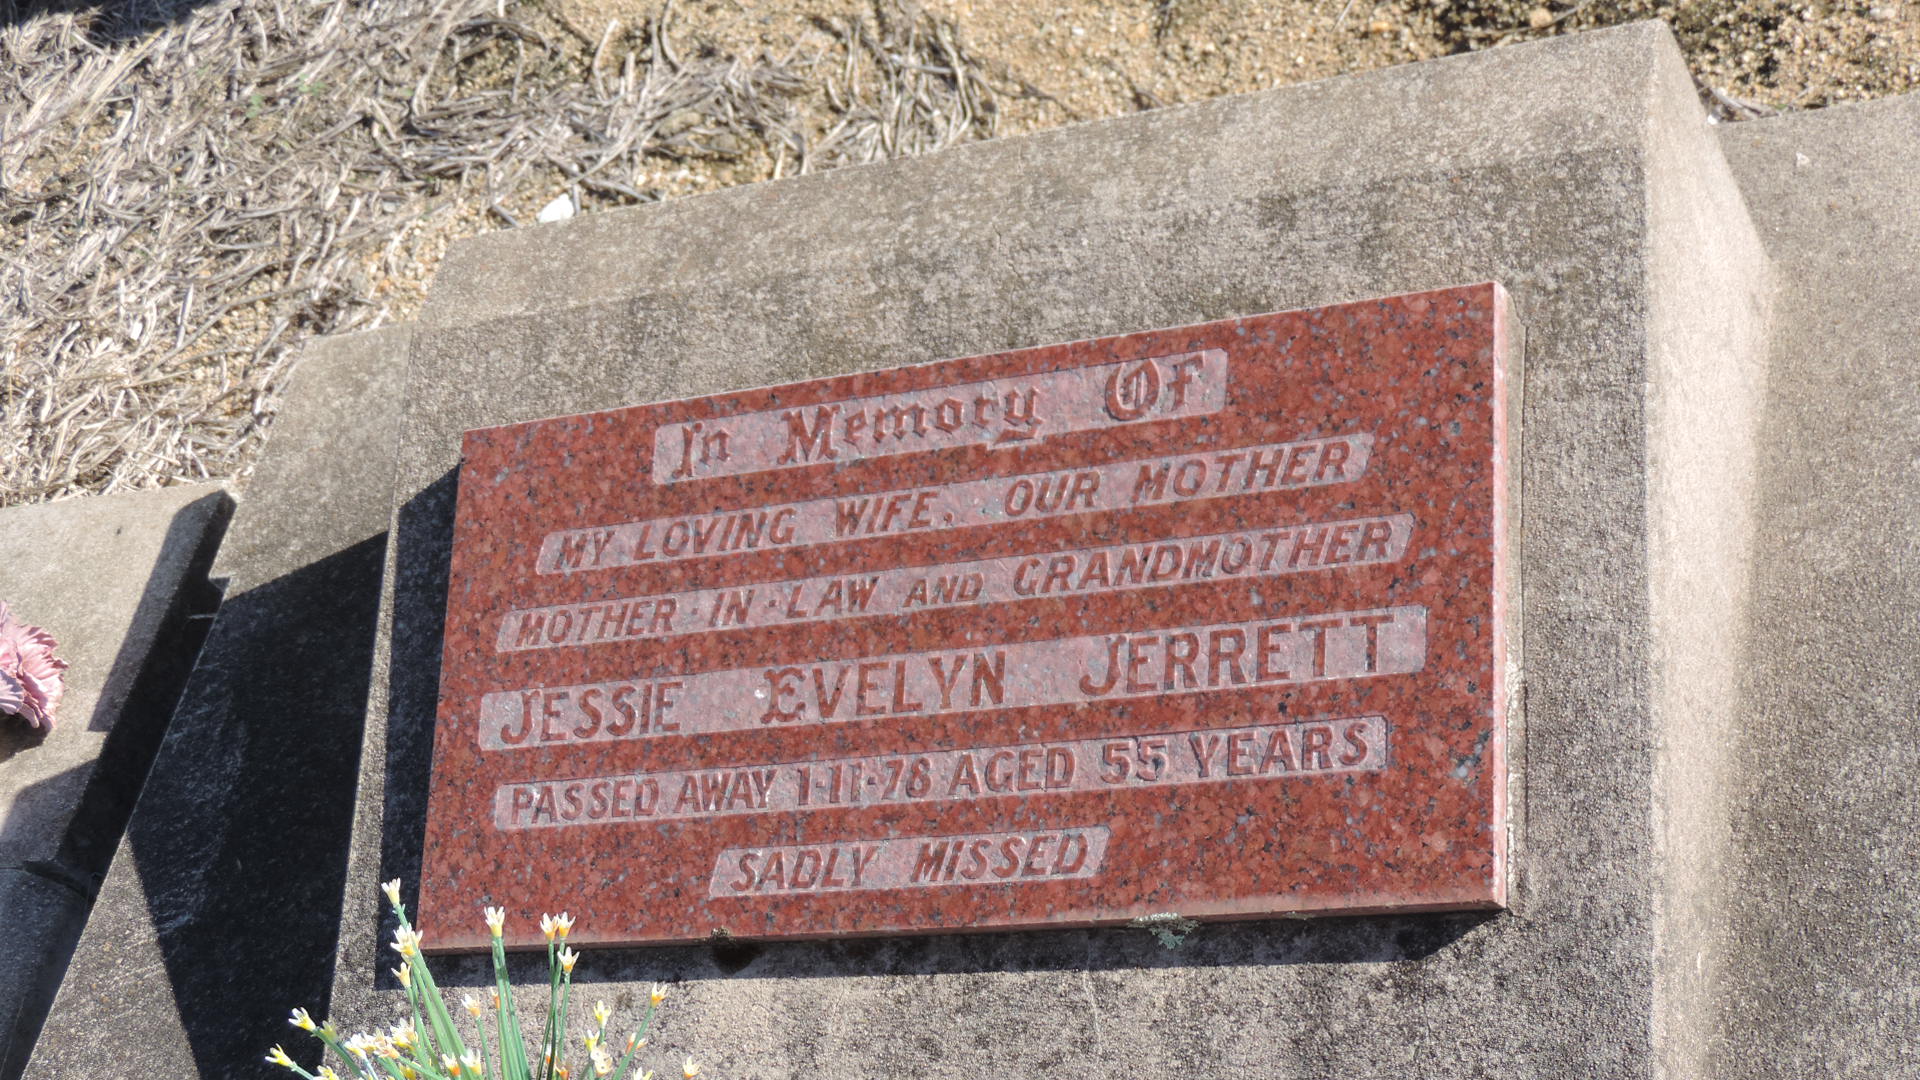 In Memory Of
MY LOVING WIFE, OUR MOTHER
MOTHER-IN-LAW AND GRANDMOTHER
JESSIE EVELYN JERRETT
PASSED AWAY 1-11-78 AGED 55 YEARS
SADLY MISSED